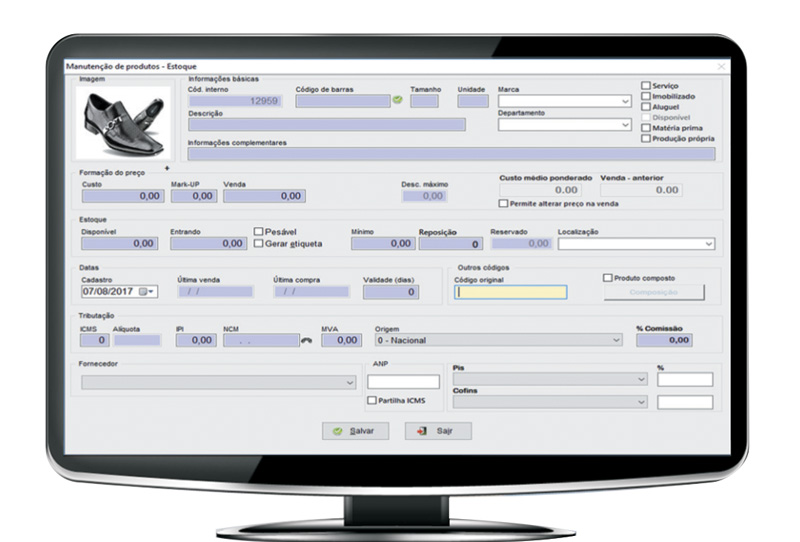 Manutenção de produtos - Estoque
Imagem
Informações básicas
Cód. interno Código de barras Tamanho Unidade Marca
12959
Serviço
Imobilizado
Aluguel
Disponível
Matéria prima
Produção própria
Descrição Departamento
Informações complementares
Formação do preço +
Custo Mark-UP Venda Desc. máximo Custo médio ponderado Venda - anterior
0,00 0,00 0,00 0,00 0.00 0.00
Permite alterar preço na venda
Estoque
Disponível Entrando Pesável Mínimo Reposição Reservado Localização
0,00 0,00 Gerar etiqueta 0,00 0 0,00
Datas
Cadastro Última venda Última compra Validade (dias)
07/08/2017 / / / / 0
Outros códigos
Código original Produto composto
Composição
Tributação
ICMS Alíquota IPI NCM MVA Origem % Comissão
0 0,00 . . 0,00 0 - Nacional 0,00
Fornecedor ANP Pis %
Partilha ICMS Cofins
Salvar Sair